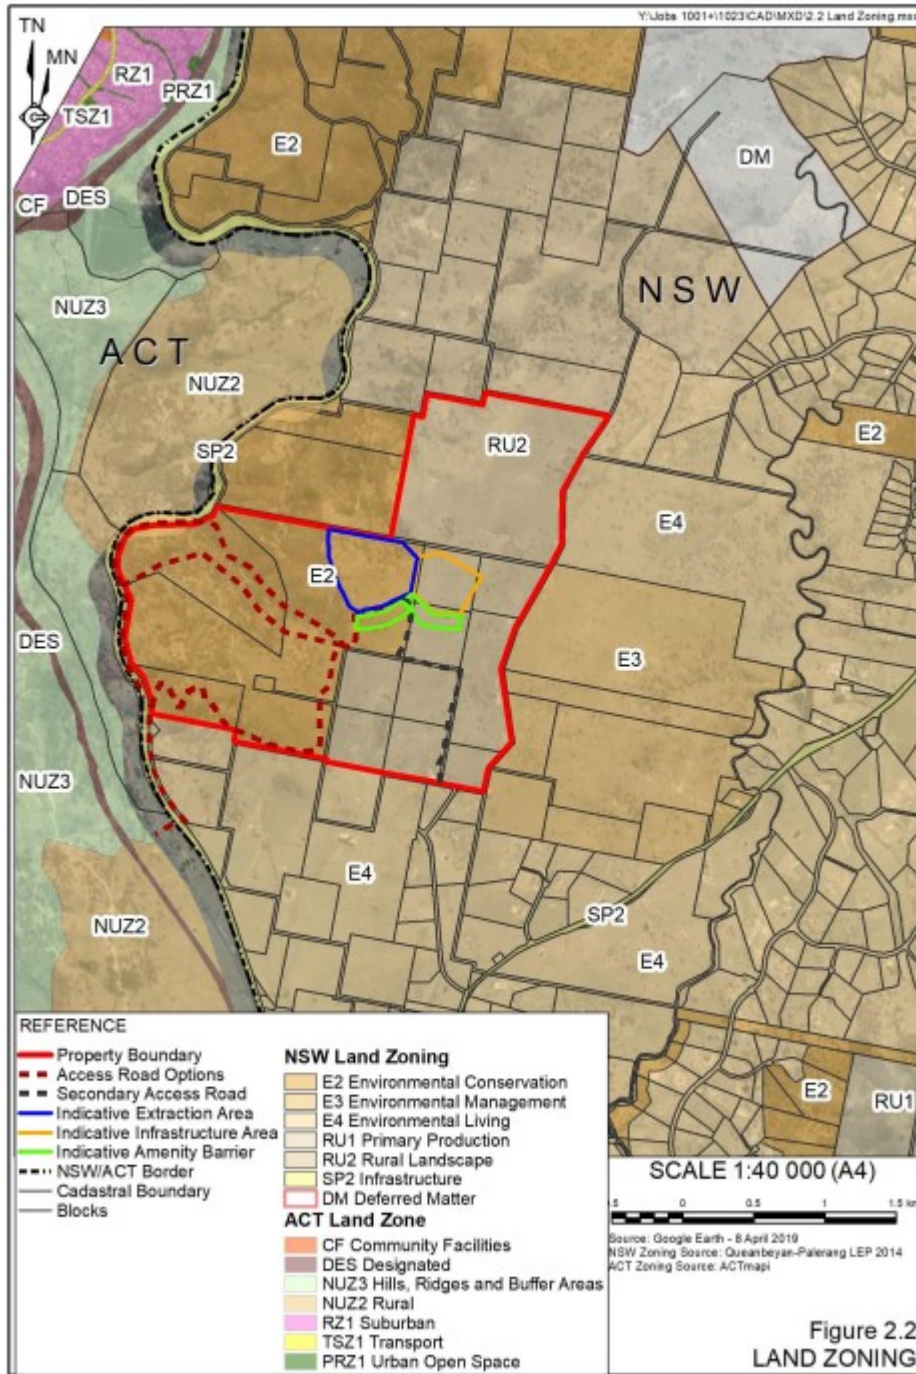 Y:\Jobs 1001+\1023\CAD\MXD\2.2 Land Zoning.mxd
TN
MN
RZ1
PRZ1
TSZ1
E2
DM
CF
DES
NSW
NUZ3
ACT
NUZ2
E2
SP2
RU2
E4
E2
DES
E3
NUZ3
E4
NUZ2
SP2
E4
E2
RU1
REFERENCE
Property Boundary
Access Road Options
Secondary Access Road
Indicative Extraction Area
Indicative Infrastructure Area
Indicative Amenity Barrier
NSW/ACT Border
Cadastral Boundary
Blocks
NSW Land Zoning
E2 Environmental Conservation
E3 Environmental Management
E4 Environmental Living
RU1 Primary Production
RU2 Rural Landscape
SP2 Infrastructure
DM Deferred Matter
ACT Land Zone
CF Community Facilities
DES Designated
NUZ3 Hills, Ridges and Buffer Areas
NUZ2 Rural
RZ1 Suburban
TSZ1 Transport
PRZ1 Urban Open Space
SCALE 1:40 000 (A4)
.5 0 0.5 1 1.5 km
Source: Google Earth - 8 April 2019
NSW Zoning Source: Queanbeyan-Palerang LEP 2014
ACT Zoning Source: ACTmapi
Figure 2.2
LAND ZONING